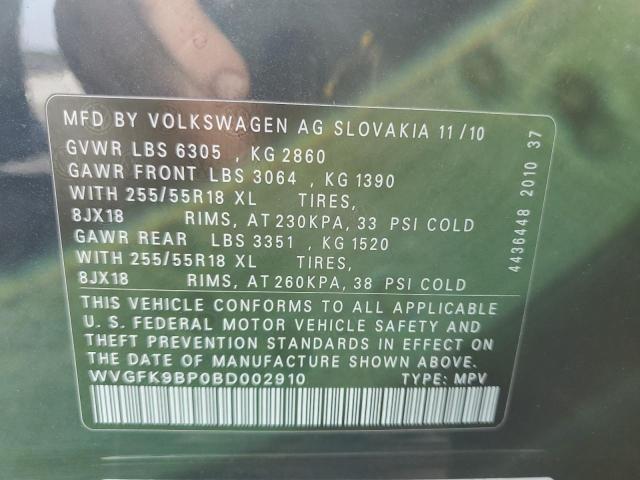 MFD BY VOLKSWAGEN AG SLOVAKIA 11/10
GVWR LBS 6305 , KG 2860
GAWR FRONT LBS 3064 , KG 1390
WITH 255/55R18 XL TIRES,
8JX18 RIMS, AT 230KPA, 33 PSI COLD
GAWR REAR LBS 3351 , KG 1520
WITH 255/55R18 XL TIRES,
8JX18 RIMS, AT 260KPA, 38 PSI COLD
THIS VEHICLE CONFORMS TO ALL APPLICABLE
U. S. FEDERAL MOTOR VEHICLE SAFETY AND
THEFT PREVENTION STANDARDS IN EFFECT ON
THE DATE OF MANUFACTURE SHOWN ABOVE.
WVGFK9BP0BD002910 TYPE: MPV
4436448 2010 37